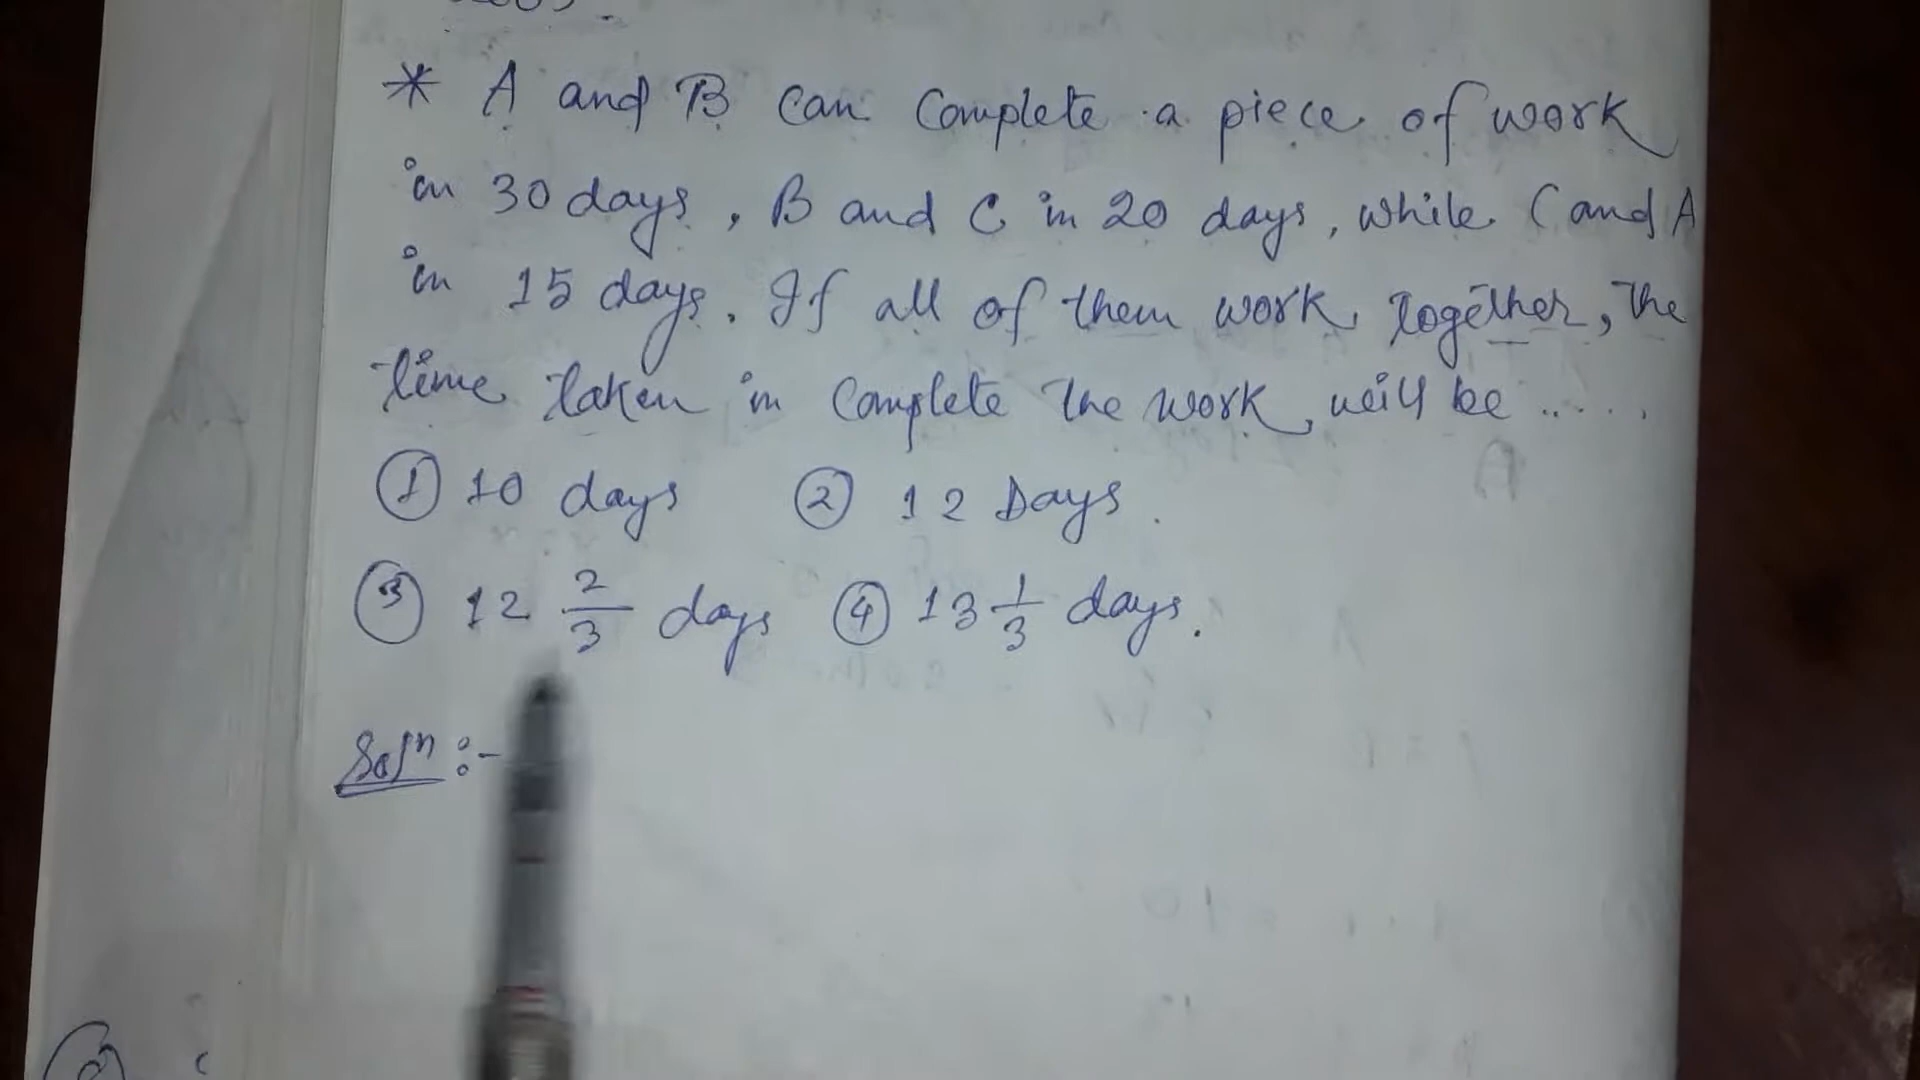 * A and B can complete a piece of work
in 30 days, B and C in 20 days, while C and A
in 15 days. If all of them work together, the
time taken in complete the work will be .....
① 10 days ② 12 Days.
③ 12 2/3 days ④ 13 1/3 days.
Solⁿ :-